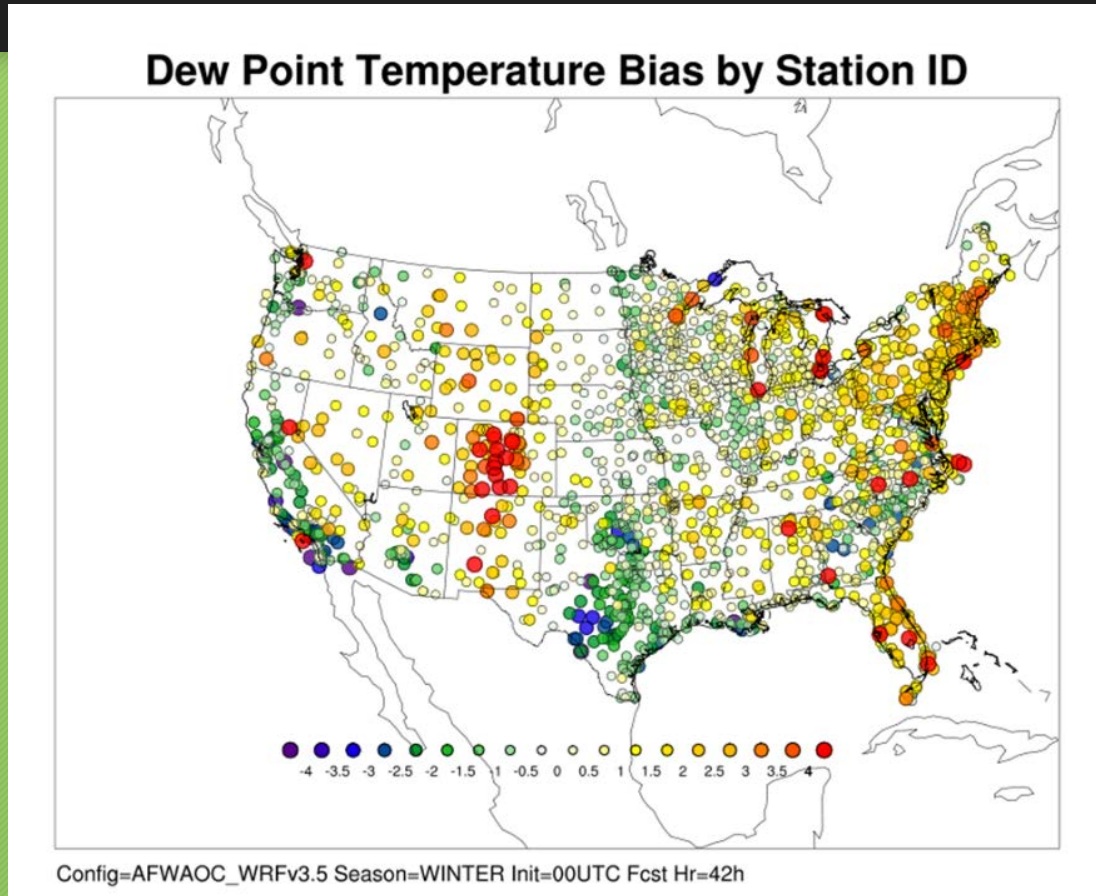 Dew Point Temperature Bias by Station ID
-4 -3.5 -3 -2.5 -2 -1.5 -1 -0.5 0 0.5 1 1.5 2 2.5 3 3.5 4
Config=AFWAOC_WRFv3.5 Season=WINTER Init=00UTC Fcst Hr=42h